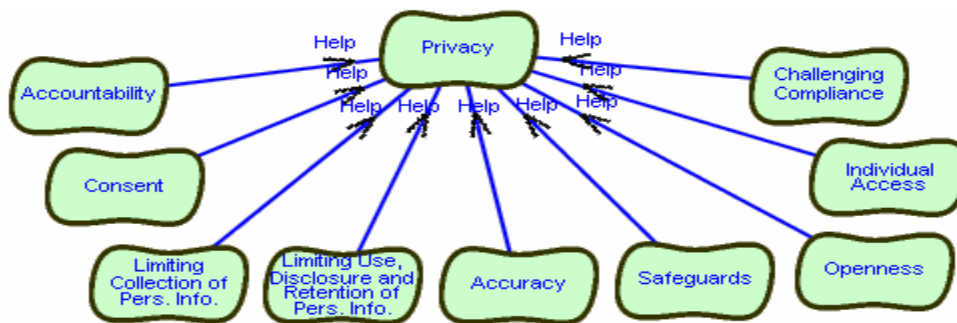 Help
Privacy
Help
Accountability
Help
Help
Challenging
Compliance
Help
Help
Help
Help
Help
Consent
Individual
Access
Limiting
Collection of
Pers. Info.
Limiting Use,
Disclosure and
Retention of
Pers. Info.
Accuracy
Safeguards
Openness